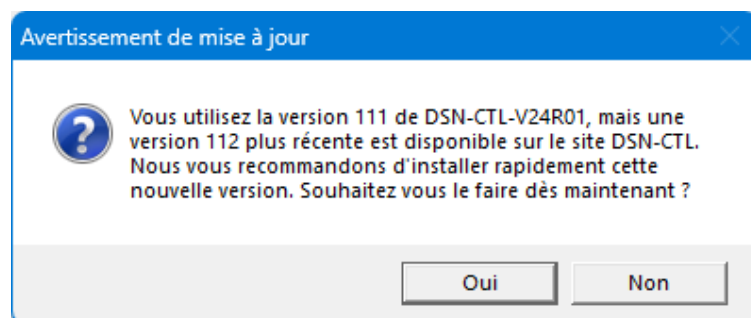 Avertissement de mise à jour
Vous utilisez la version 111 de DSN-CTL-V24R01, mais une
version 112 plus récente est disponible sur le site DSN-CTL.
Nous vous recommandons d'installer rapidement cette
nouvelle version. Souhaitez vous le faire dès maintenant ?
Oui Non